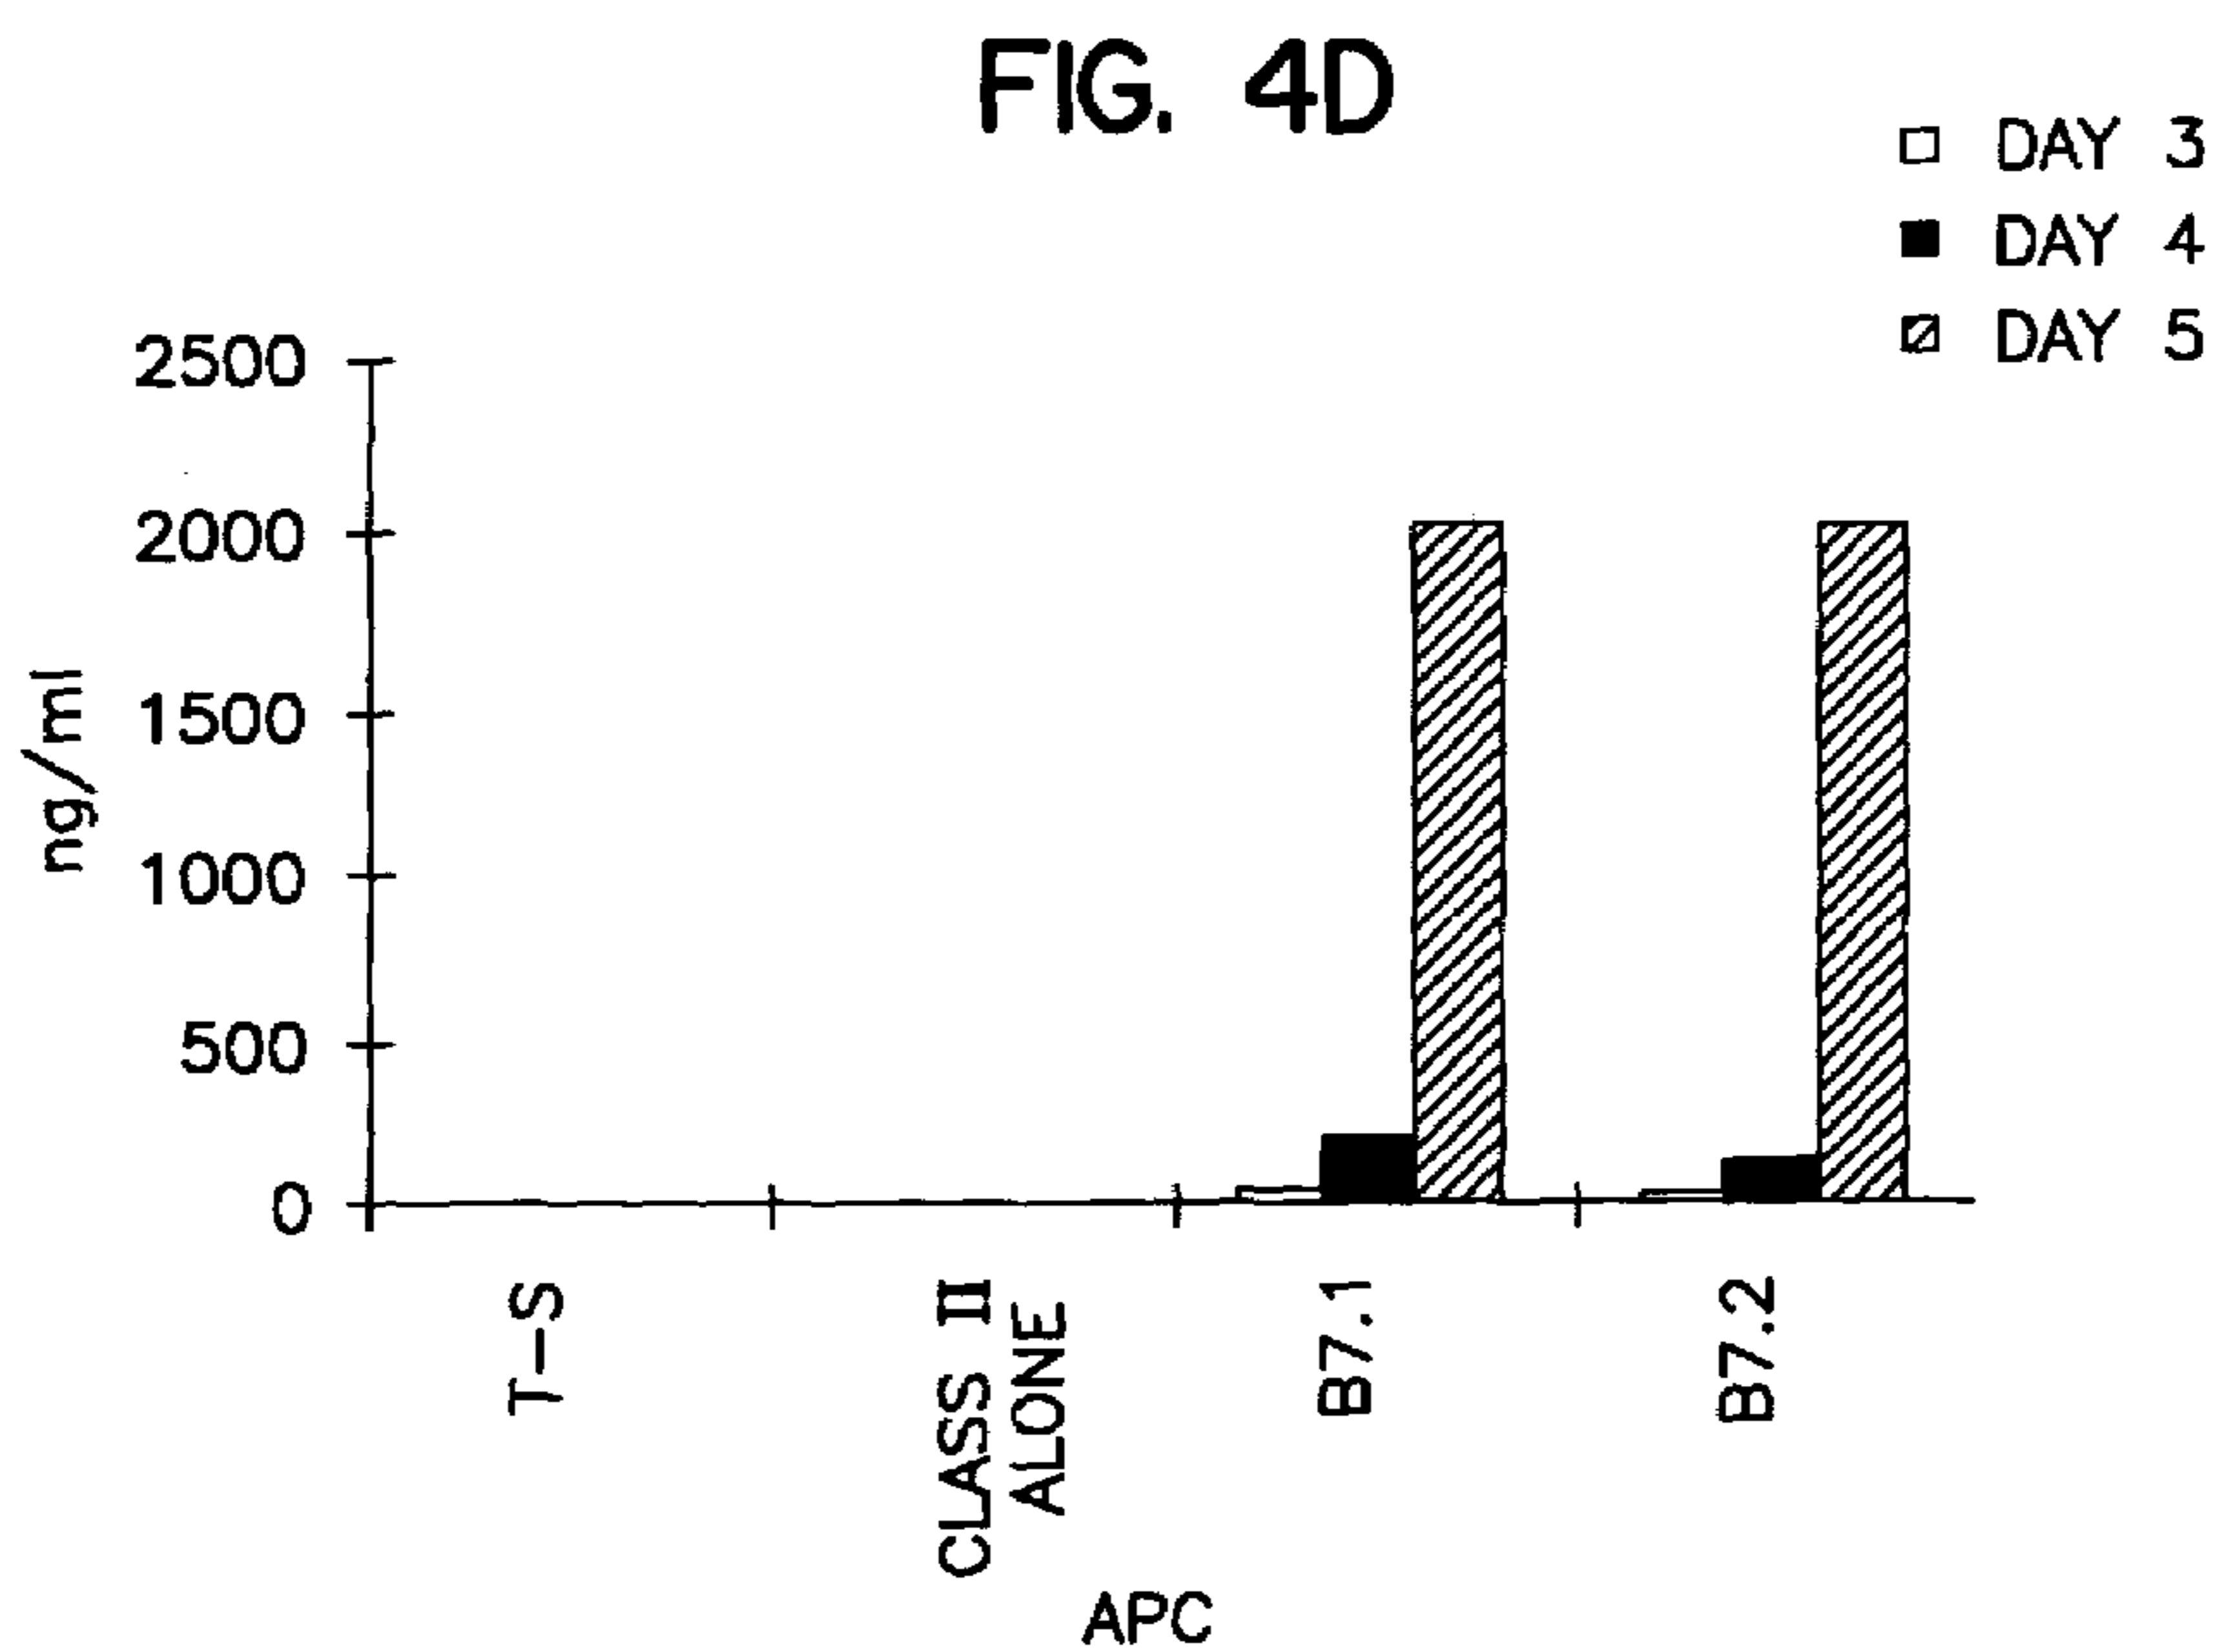 FIG. 4D
DAY 3
DAY 4
DAY 5
2500
2000
1500
1000
500
0
ng/ml
T-S
CLASS II
ALONE
B7.1
B7.2
APC